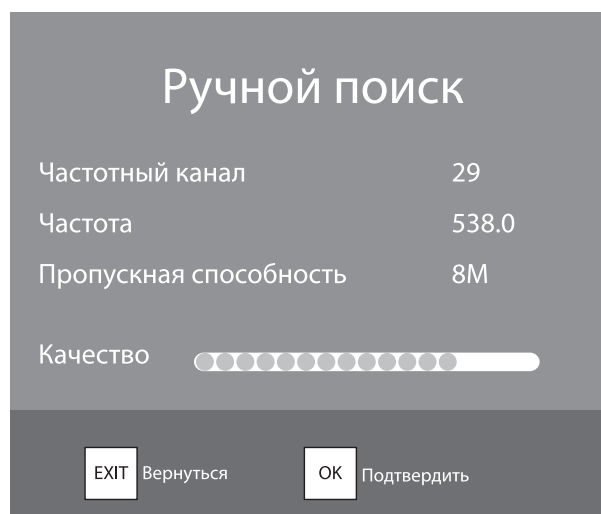 Ручной поиск
Частотный канал 29
Частота 538.0
Пропускная способность 8M
Качество
EXIT Вернуться OK Подтвердить